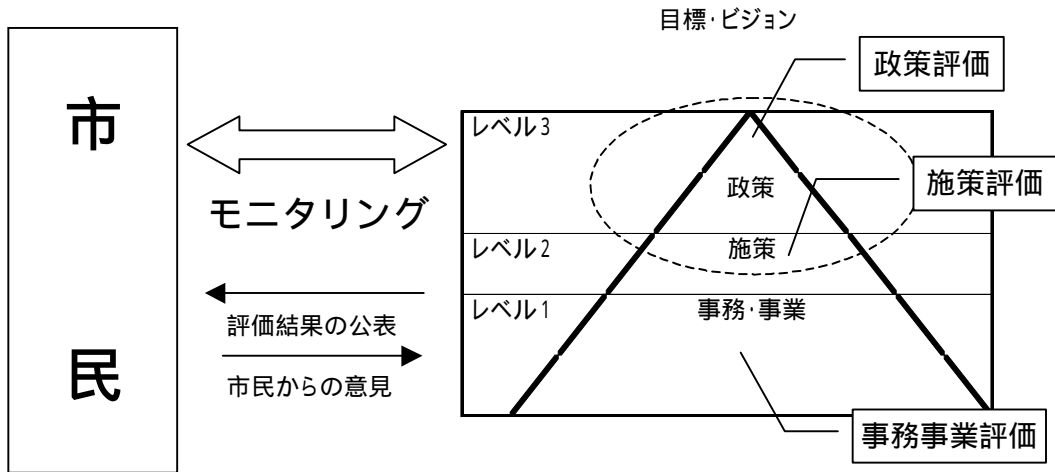 目標・ビジョン
政策評価
市民
レベル3
政策
施策評価
モニタリング
レベル2
施策
レベル1
事務・事業
評価結果の公表
市民からの意見
事務事業評価